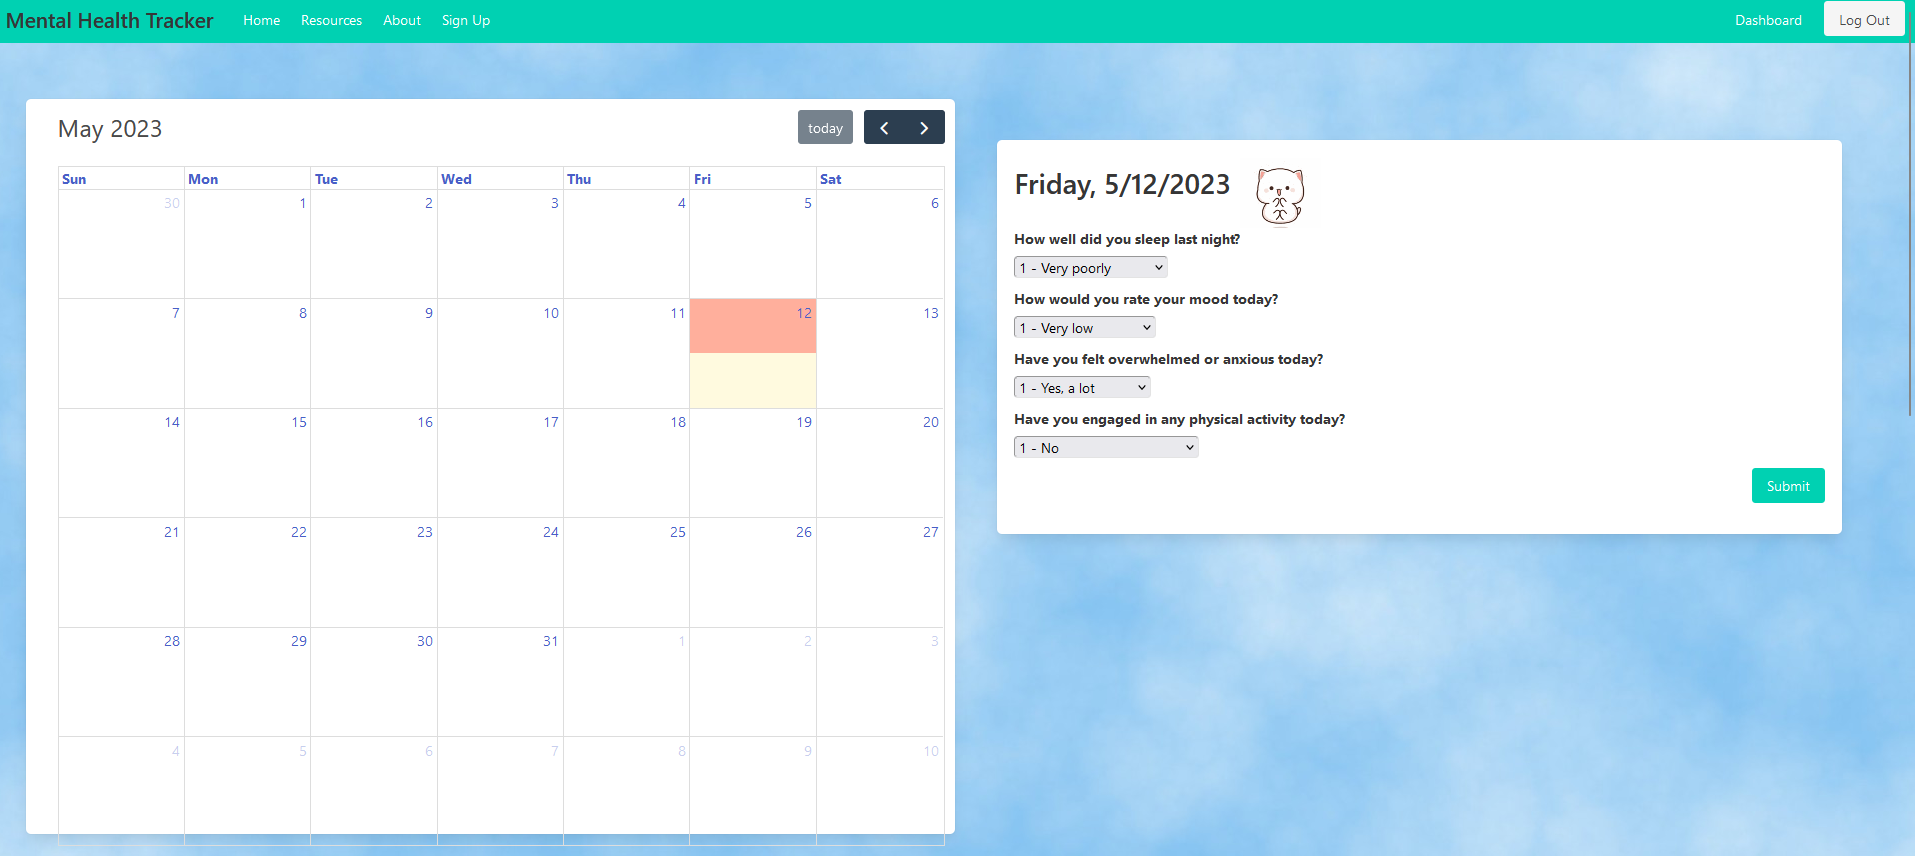 Mental Health Tracker Home Resources About Sign Up Dashboard Log Out
May 2023 today
Sun Mon Tue Wed Thu Fri Sat
30 1 2 3 4 5 6
7 8 9 10 11 12 13
14 15 16 17 18 19 20
21 22 23 24 25 26 27
28 29 30 31 1 2 3
4 5 6 7 8 9 10
Friday, 5/12/2023
How well did you sleep last night?
1 - Very poorly
How would you rate your mood today?
1 - Very low
Have you felt overwhelmed or anxious today?
1 - Yes, a lot
Have you engaged in any physical activity today?
1 - No
Submit